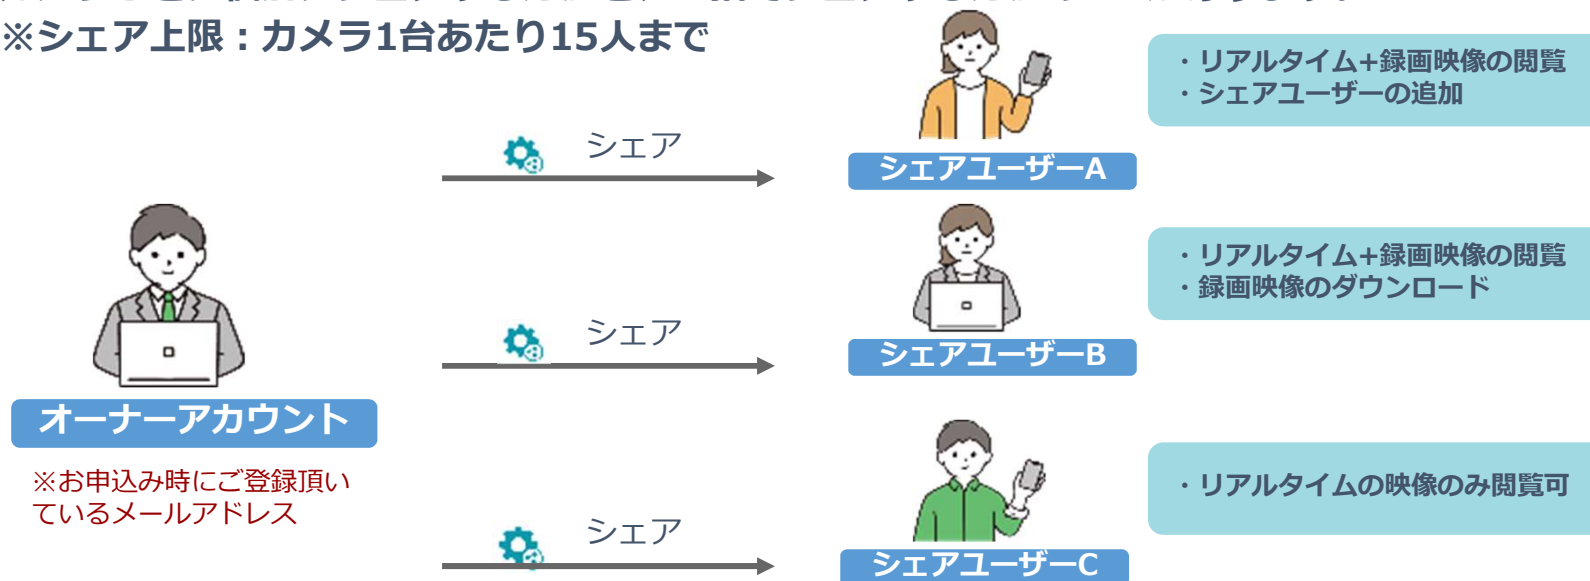 ※シェア上限：カメラ1台あたり15人まで
・リアルタイム+録画映像の閲覧
・シェアユーザーの追加
シェア
シェアユーザーA
・リアルタイム+録画映像の閲覧
・録画映像のダウンロード
シェア
シェアユーザーB
オーナーアカウント
※お申込み時にご登録頂い
ているメールアドレス
・リアルタイムの映像のみ閲覧可
シェア
シェアユーザーC